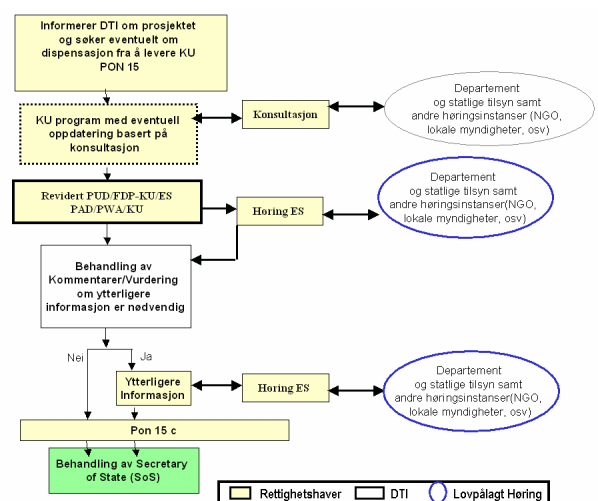 Informerer DTI om prosjektet
og søker eventuelt om
dispensasjon fra å levere KU
PON 15
KU program med eventuell
oppdatering basert på
konsultasjon
Konsultasjon
Departement
og statlige tilsyn samt
andre høringsinstanser (NGO,
lokale myndigheter, osv)
Revidert PUD/FDP-KU/ES
PAD/PWA/KU
Høring ES
Departement
og statlige tilsyn samt
andre høringsinstanser(NGO,
lokale myndigheter, osv)
Behandling av
Kommentarer/Vurdering
om ytterligere
informasjon er nødvendig
Nei
Ja
Ytterligere
Informasjon
Høring ES
Departement
og statlige tilsyn samt
andre høringsinstanser(NGO,
lokale myndigheter, osv)
Pon 15 c
Behandling av Secretary
of State (SoS)
Rettighetshaver
DTI
Lovpålagt Høring